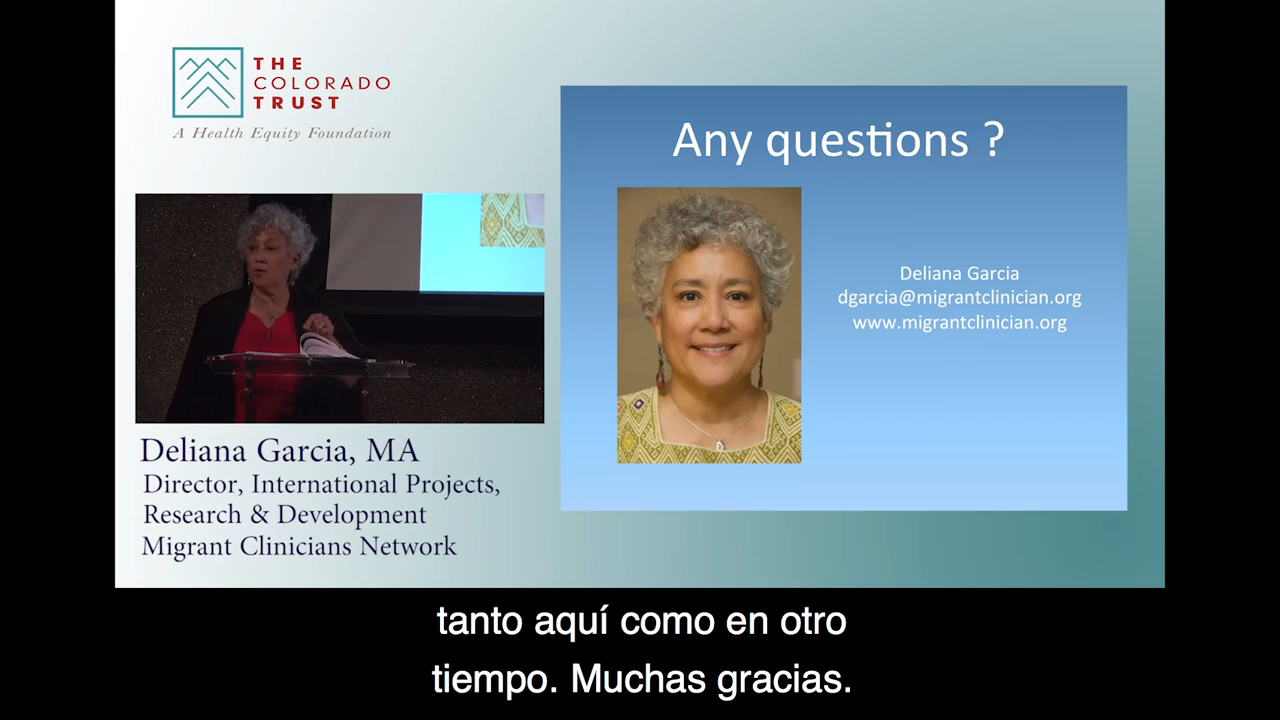 THE
COLORADO
TRUST
A Health Equity Foundation
Any questions ?
Deliana Garcia
dgarcia@migrantclinician.org
www.migrantclinician.org
Deliana Garcia, MA
Director, International Projects,
Research & Development
Migrant Clinicians Network
tanto aquí como en otro
tiempo. Muchas gracias.